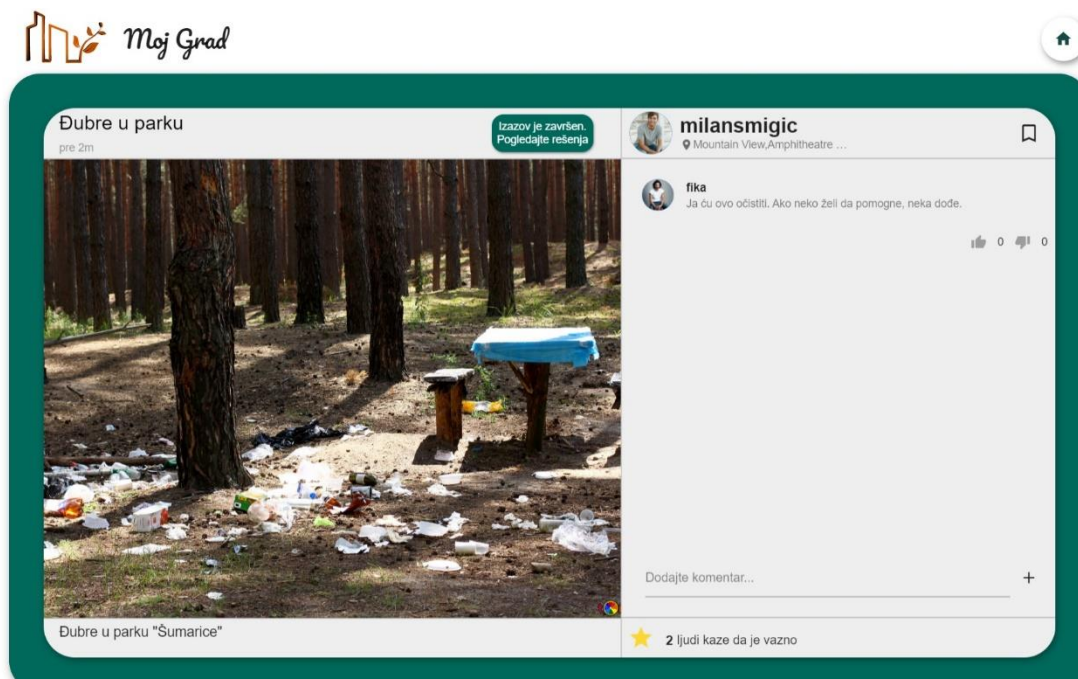 Moj Grad
Đubre u parku
pre 2m
Izazov je završen.
Pogledajte rešenja
milansmigic
Mountain View,Amphitheatre ...
fika
Ja ću ovo očistiti. Ako neko želi da pomogne, neka dođe.
0 0
Dodajte komentar...
+
Đubre u parku "Šumarice"
2 ljudi kaze da je vazno